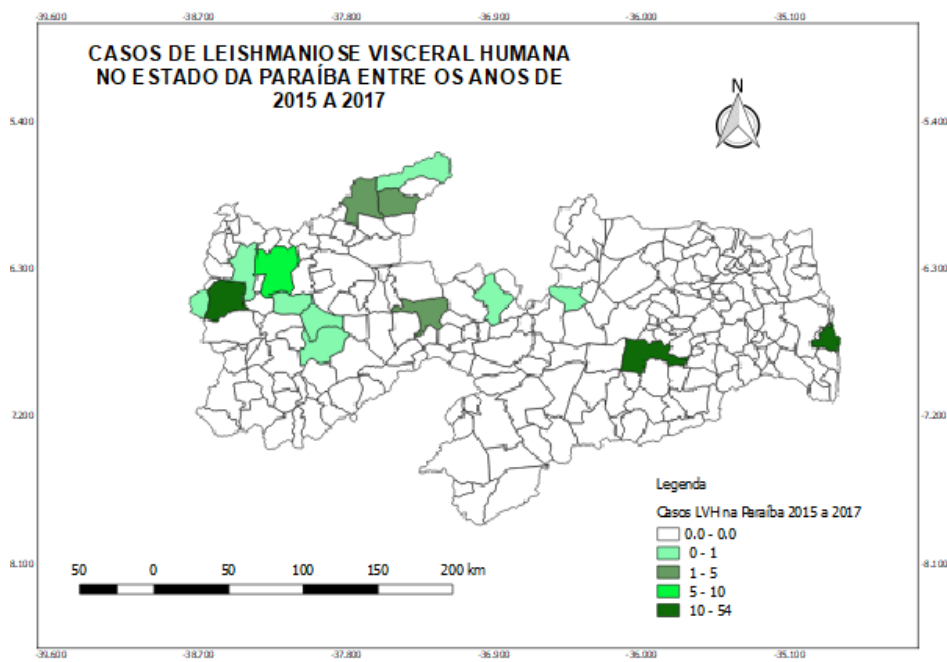 -39.600 -38.700 -37.800 -36.900 -36.000 -35.100
CASOS DE LEISHMANIOSE VISCERAL HUMANA
NO ESTADO DA PARAÍBA ENTRE OS ANOS DE
2015 A 2017
N
5.400 -5.400
6.300 -6.300
7.200 -7.200
Legenda
Casos LVH na Paraíba 2015 a 2017
0.0 - 0.0
0 - 1
1 - 5
5 - 10
10 - 54
8.100 -8.100
50 0 50 100 150 200 km
-39.600 -38.700 -37.800 -36.900 -36.000 -35.100